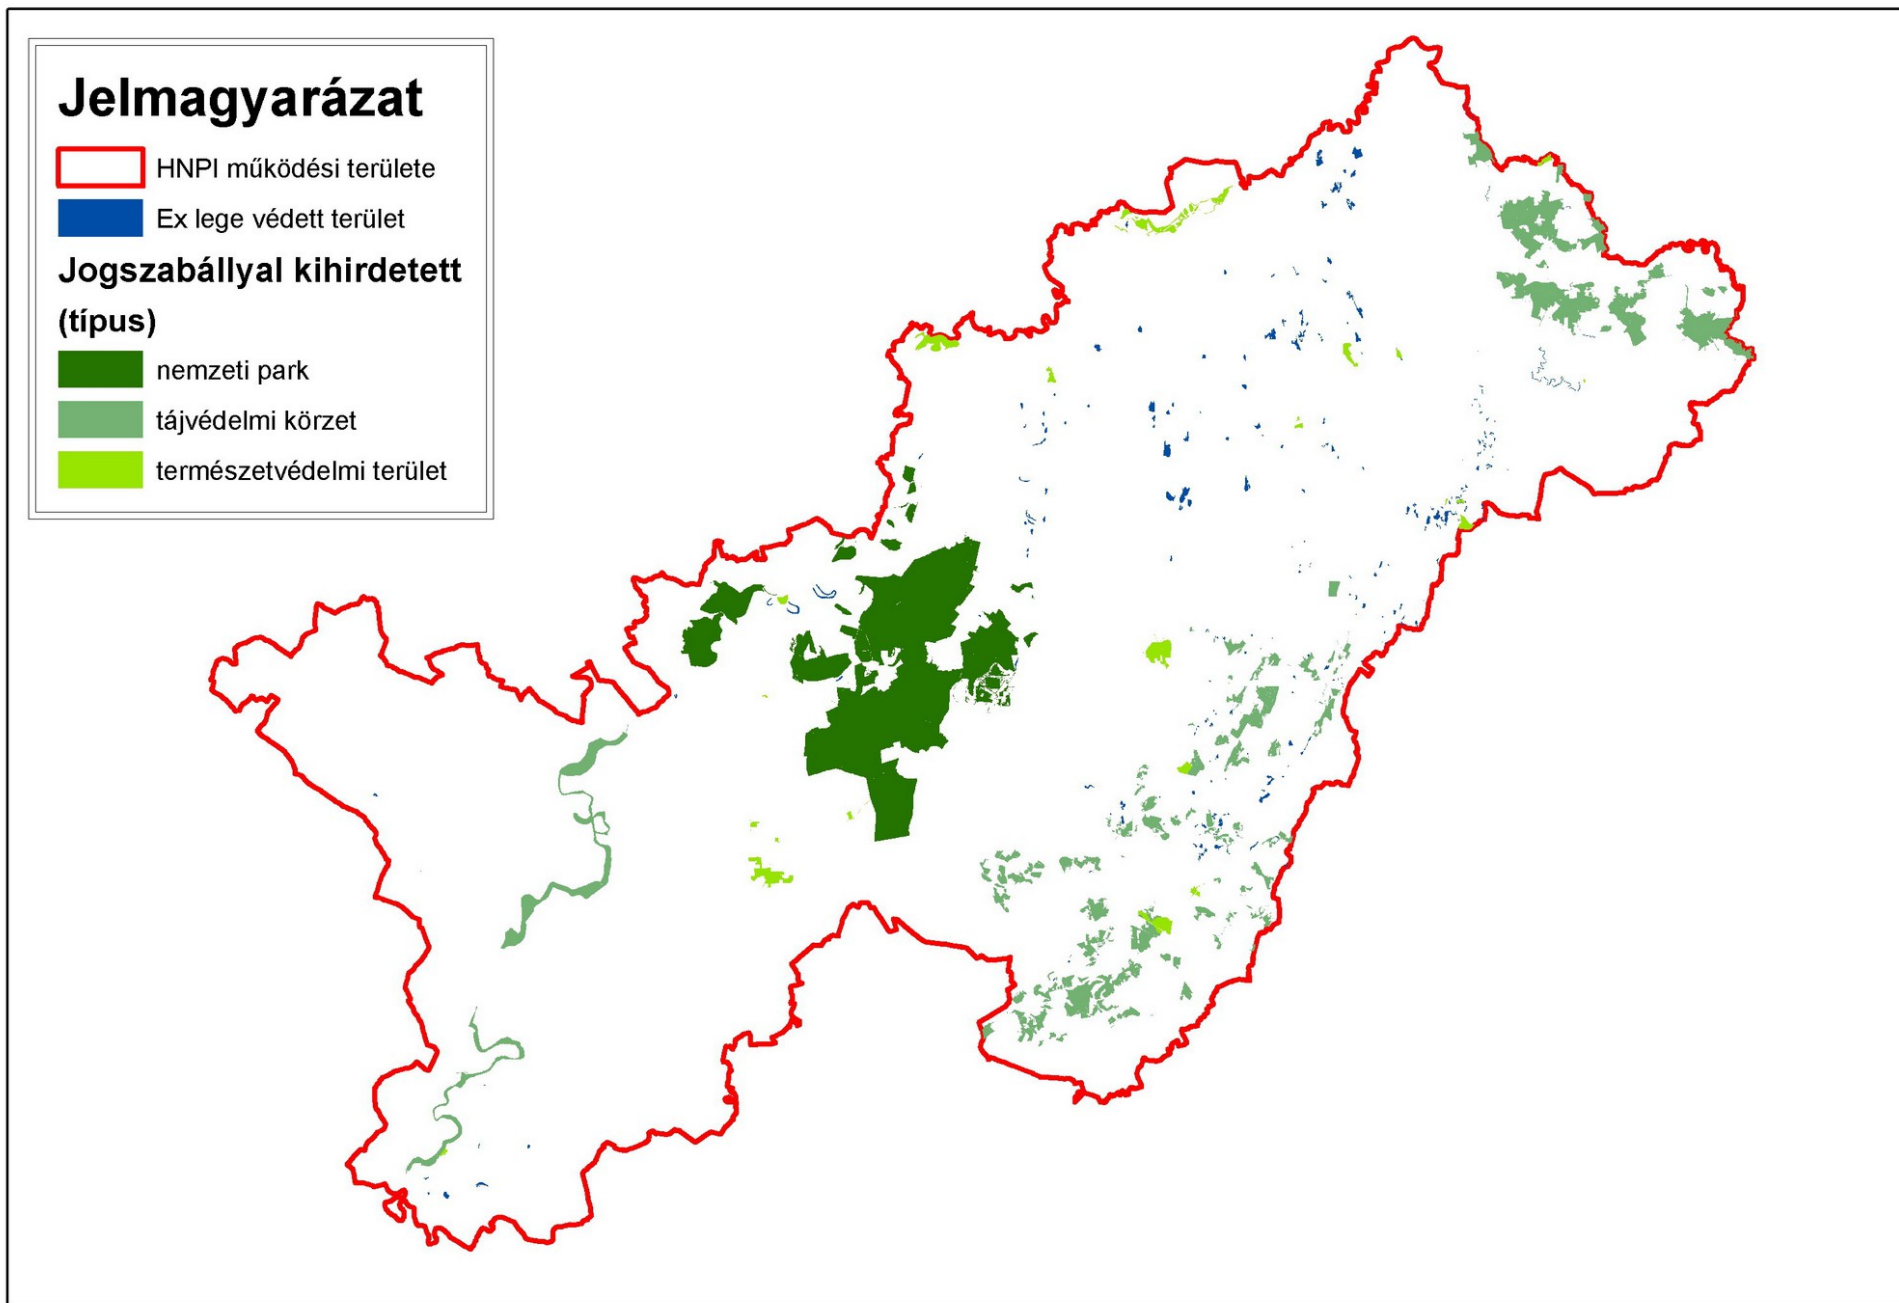 Jelmagyarázat
HNPI működési területe
Ex lege védett terület
Jogszabállyal kihirdetett
(típus)
nemzeti park
tájvédelmi körzet
természetvédelmi terület